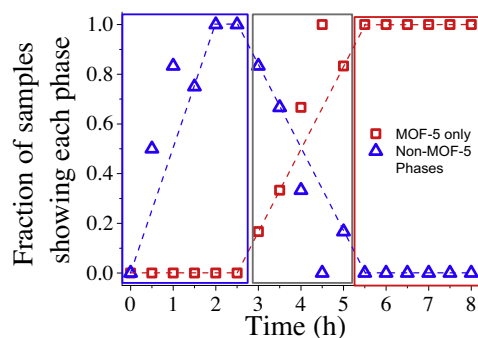 Fraction of samples
showing each phase
1.0
0.8
0.6
0.4
0.2
0.0
MOF-5 only
Non-MOF-5
Phases
0 1 2 3 4 5 6 7 8
Time (h)